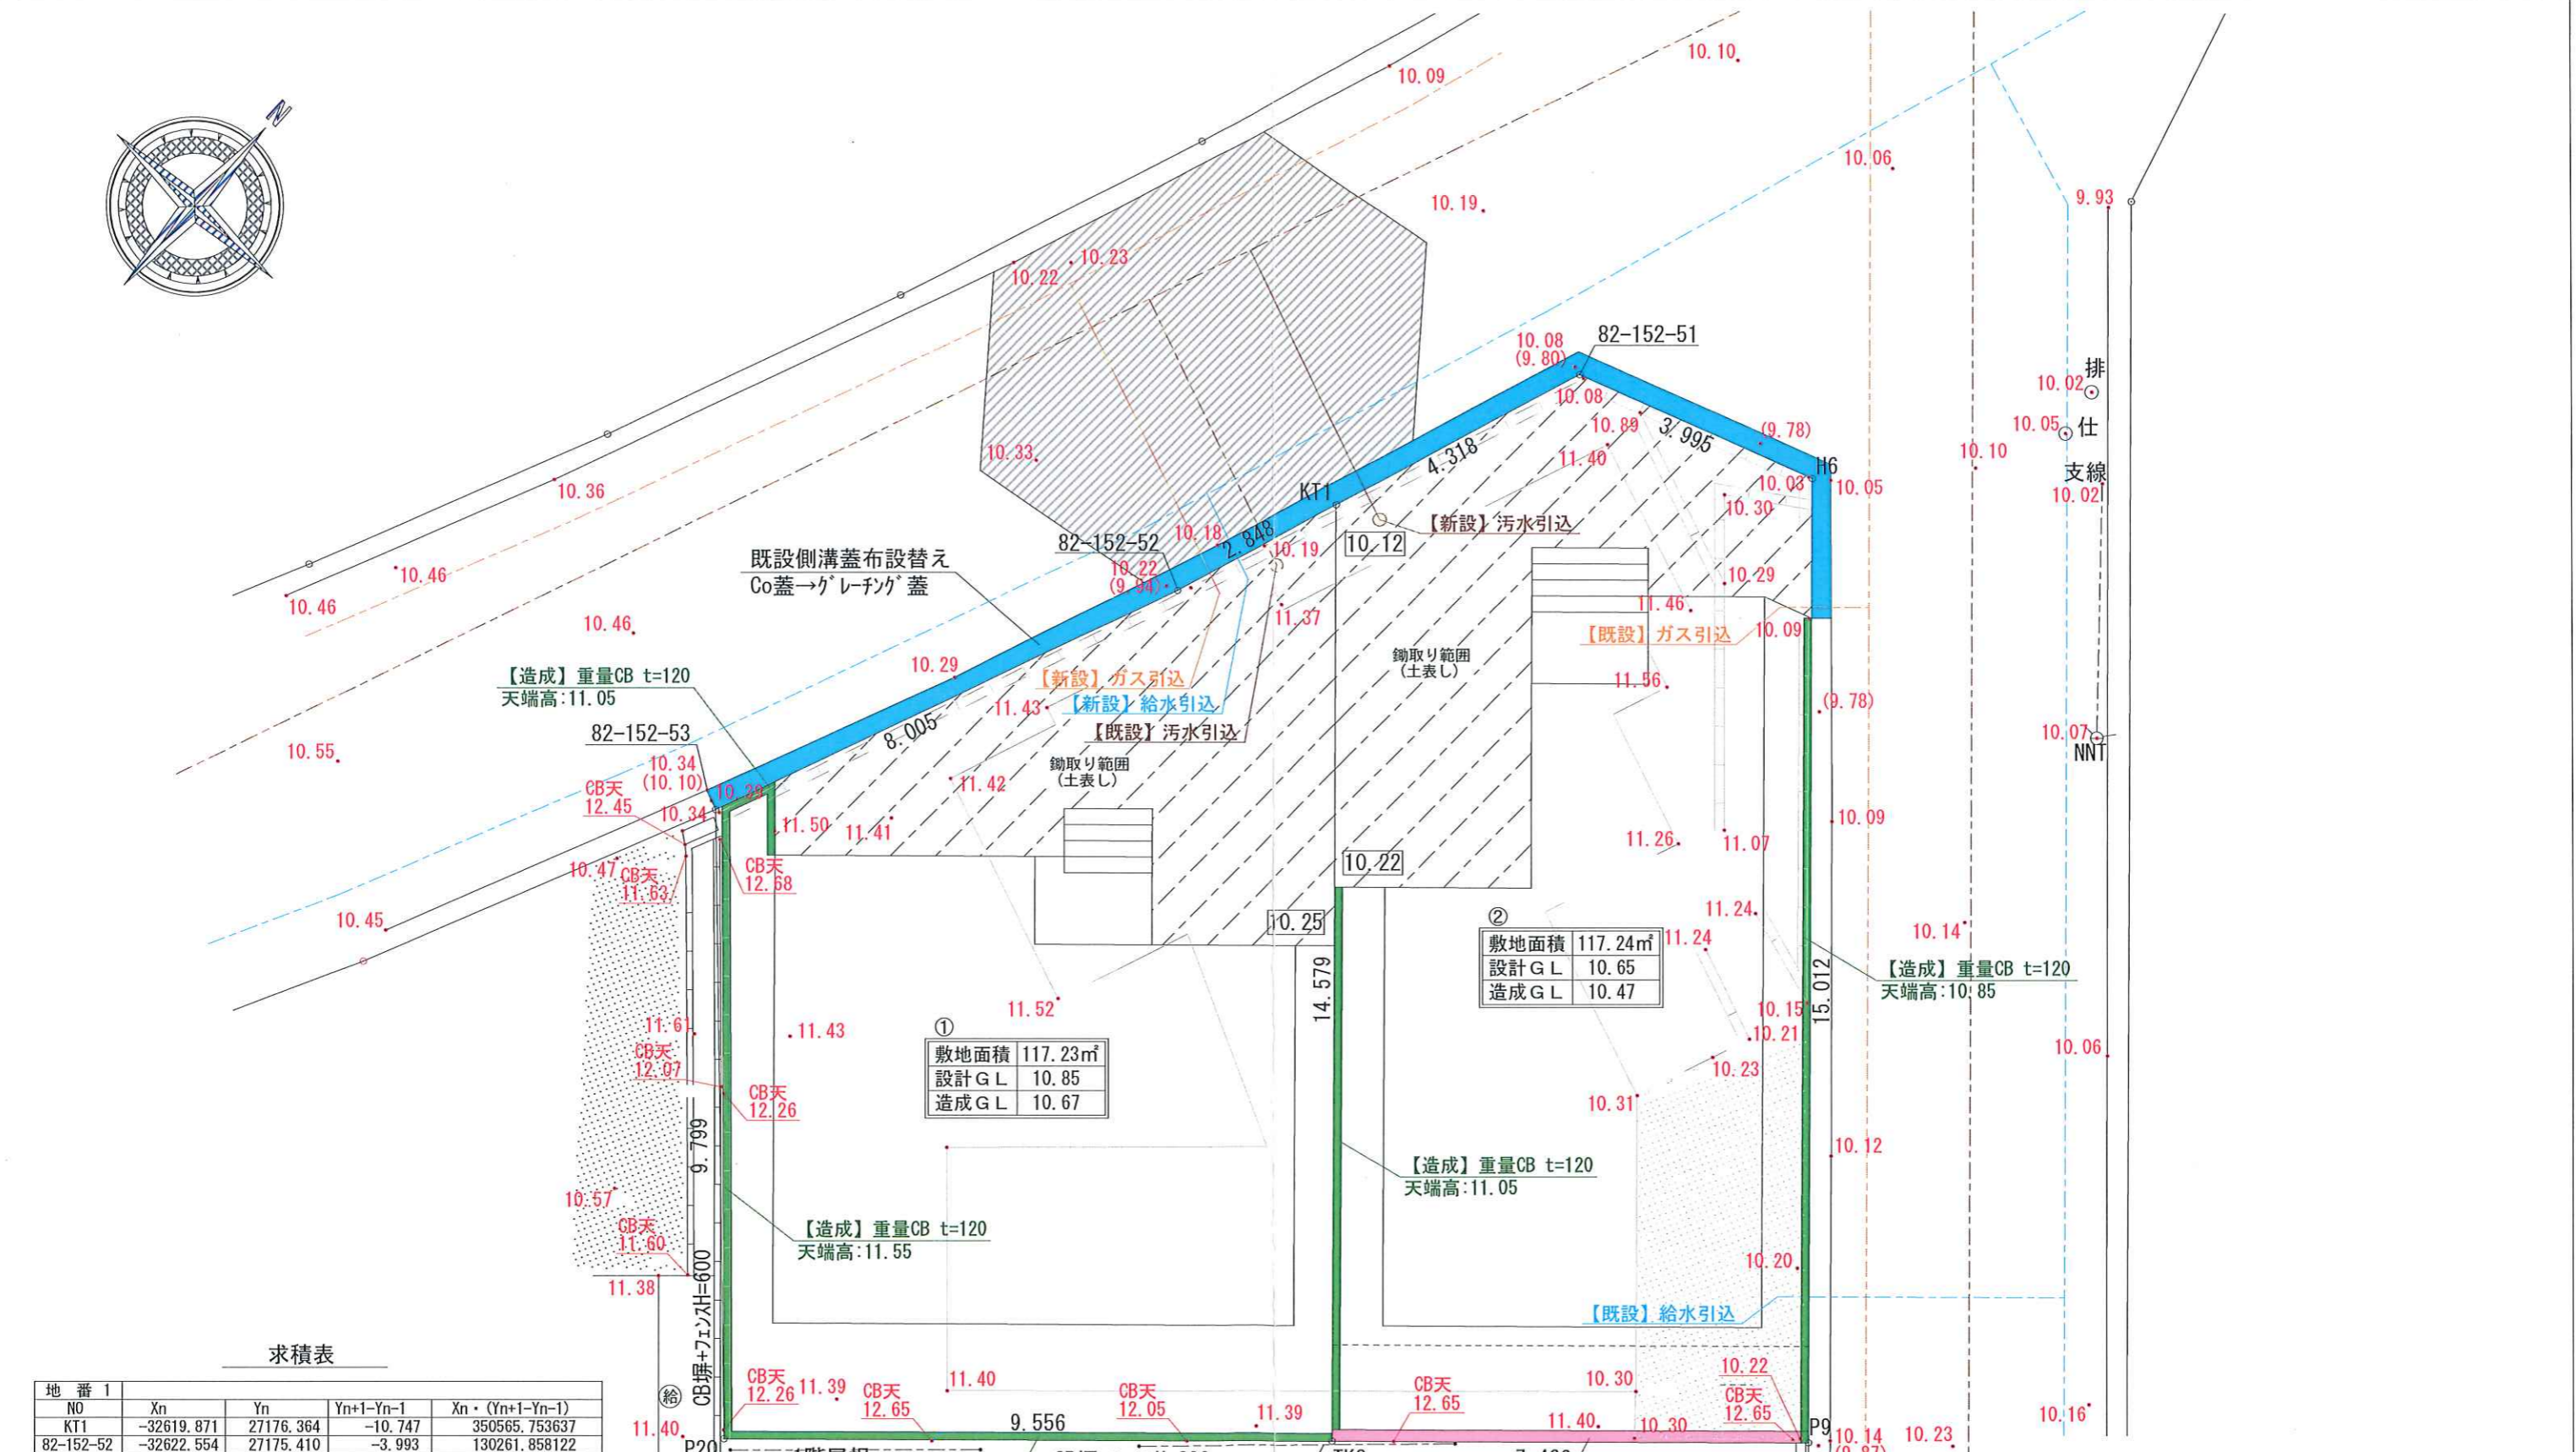 N
10.10
10.09
10.06
10.19
9.93
10.23
10.22
82-152-51
10.08
(9.80)
10.08
排
10.02
仕
10.05
支線
10.02
10.89
3.995
(9.78)
10.10
11.40
H6
10.03
10.05
10.33
4.318
10.36
KT1
10.30
【新設】汚水引込
10.12
10.18
2.848
10.19
82-152-52
10.22
(9.94)
既設側溝蓋布設替え
Co蓋→グレーチング蓋
10.46
10.46
10.46
11.37
10.29
11.46
【既設】ガス引込
10.09
鋤取り範囲
(土表し)
10.29
【新設】ガス引込
【新設】給水引込
【既設】汚水引込
11.43
11.56
(9.78)
【造成】重量CB t=120
天端高:11.05
82-152-53
8.005
10.55
10.07
NNT
鋤取り範囲
(土表し)
11.42
10.34
(10.10)
CB天
12.45
10.34
11.50
11.41
11.26
11.07
10.09
10.47
CB天
11.63
CB天
12.68
10.22
10.45
10.25
②
敷地面積 117.24㎡
設計GL 10.65
造成GL 10.47
11.24
11.24
10.14
【造成】重量CB t=120
天端高:10.85
14.579
15.012
11.52
11.43
11.61
10.15
10.21
①
敷地面積 117.23㎡
設計GL 10.85
造成GL 10.67
CB天
12.07
CB天
12.26
10.23
10.06
10.31
10.12
9.799
【造成】重量CB t=120
天端高:11.05
10.57
【造成】重量CB t=120
天端高:11.55
CB天
11.60
11.38
10.20
【既設】給水引込
CB塀+フェンスH=600
求積表
地 番 1
NO Xn Yn Yn+1-Yn-1 Xn・(Yn+1-Yn-1)
KT1 -32619.871 27176.364 -10.747 350565.753637
82-152-52 -32622.554 27175.410 -3.993 130261.858122
給
11.40
CB天
12.26
11.39
CB天
12.65
11.40
CB天
12.05
11.39
9.556
CB天
12.65
10.30
11.40
10.30
10.22
CB天
12.65
P9
10.14
10.23
10.16
P20